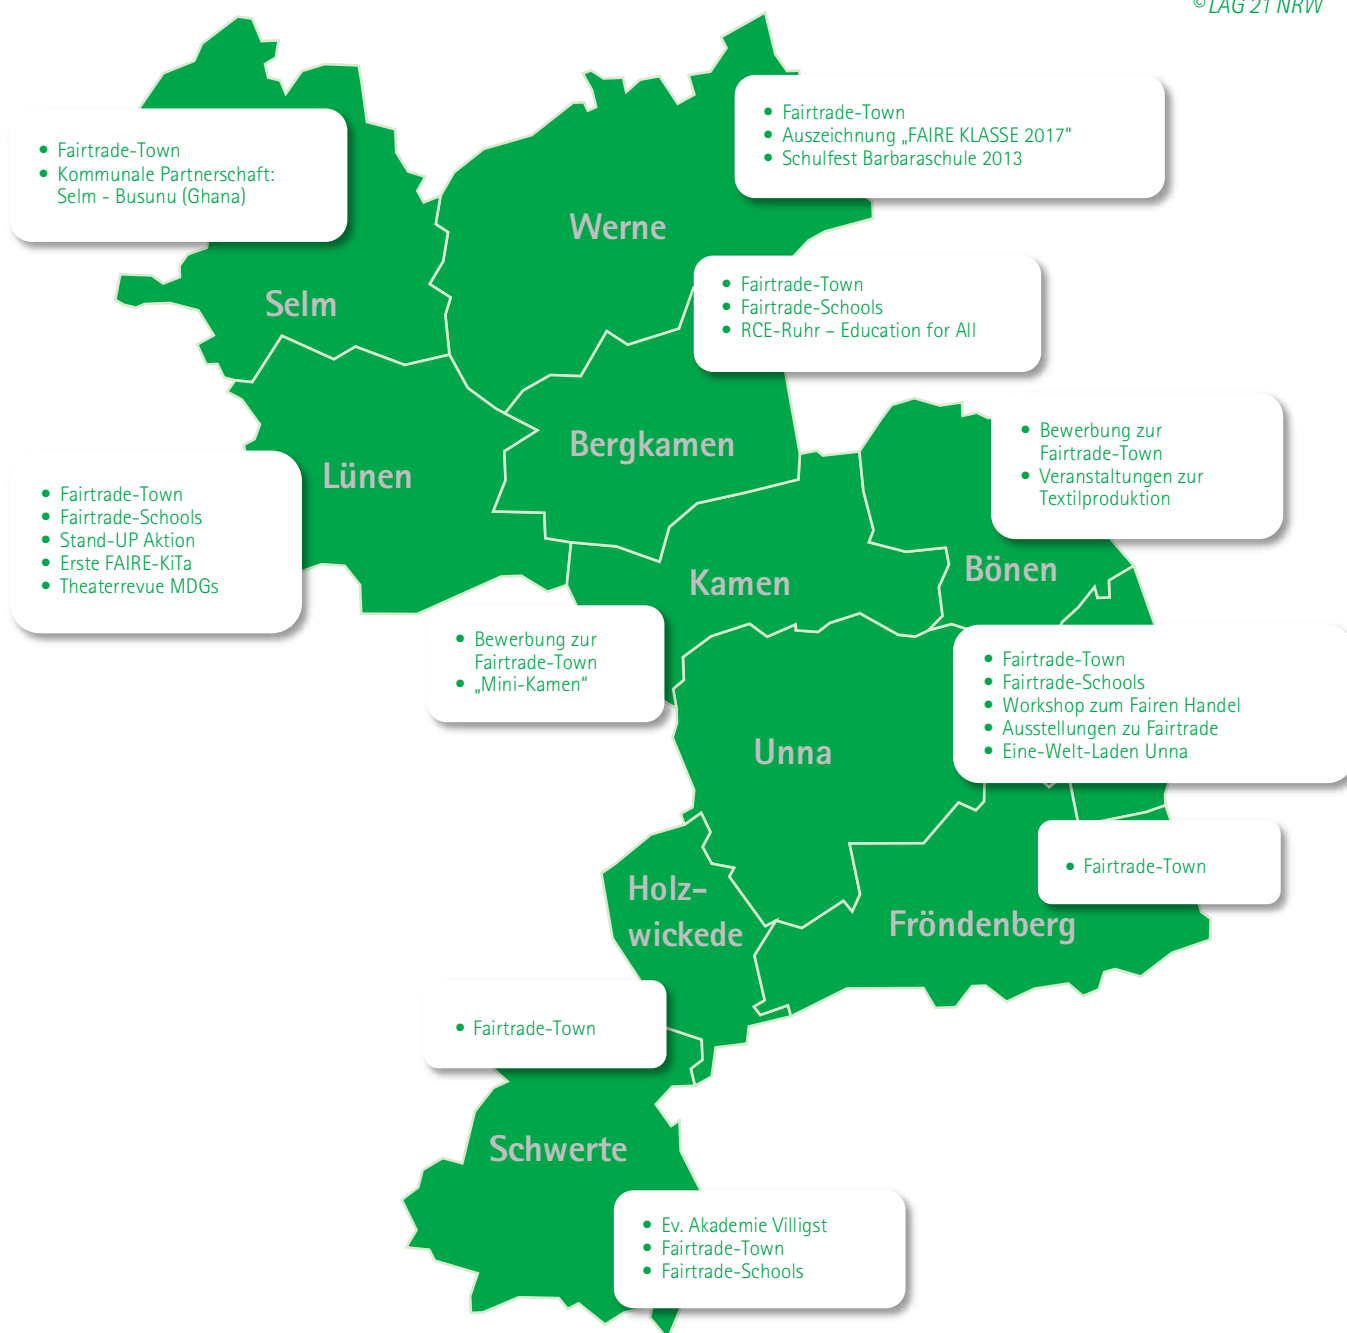 © LAG 21 NRW
• Fairtrade-Town
• Auszeichnung „FAIRE KLASSE 2017“
• Schulfest Barbaraschule 2013
• Fairtrade-Town
• Kommunale Partnerschaft:
Selm - Busunu (Ghana)
Werne
Selm
• Fairtrade-Town
• Fairtrade-Schools
• RCE-Ruhr – Education for All
Bergkamen
Lünen
• Bewerbung zur
Fairtrade-Town
• Veranstaltungen zur
Textilproduktion
• Fairtrade-Town
• Fairtrade-Schools
• Stand-UP Aktion
• Erste FAIRE-KiTa
• Theaterrevue MDGs
Kamen
Bönen
• Bewerbung zur
Fairtrade-Town
• „Mini-Kamen“
• Fairtrade-Town
• Fairtrade-Schools
• Workshop zum Fairen Handel
• Ausstellungen zu Fairtrade
• Eine-Welt-Laden Unna
Unna
• Fairtrade-Town
Holz-
wickede
Fröndenberg
• Fairtrade-Town
Schwerte
• Ev. Akademie Villigst
• Fairtrade-Town
• Fairtrade-Schools